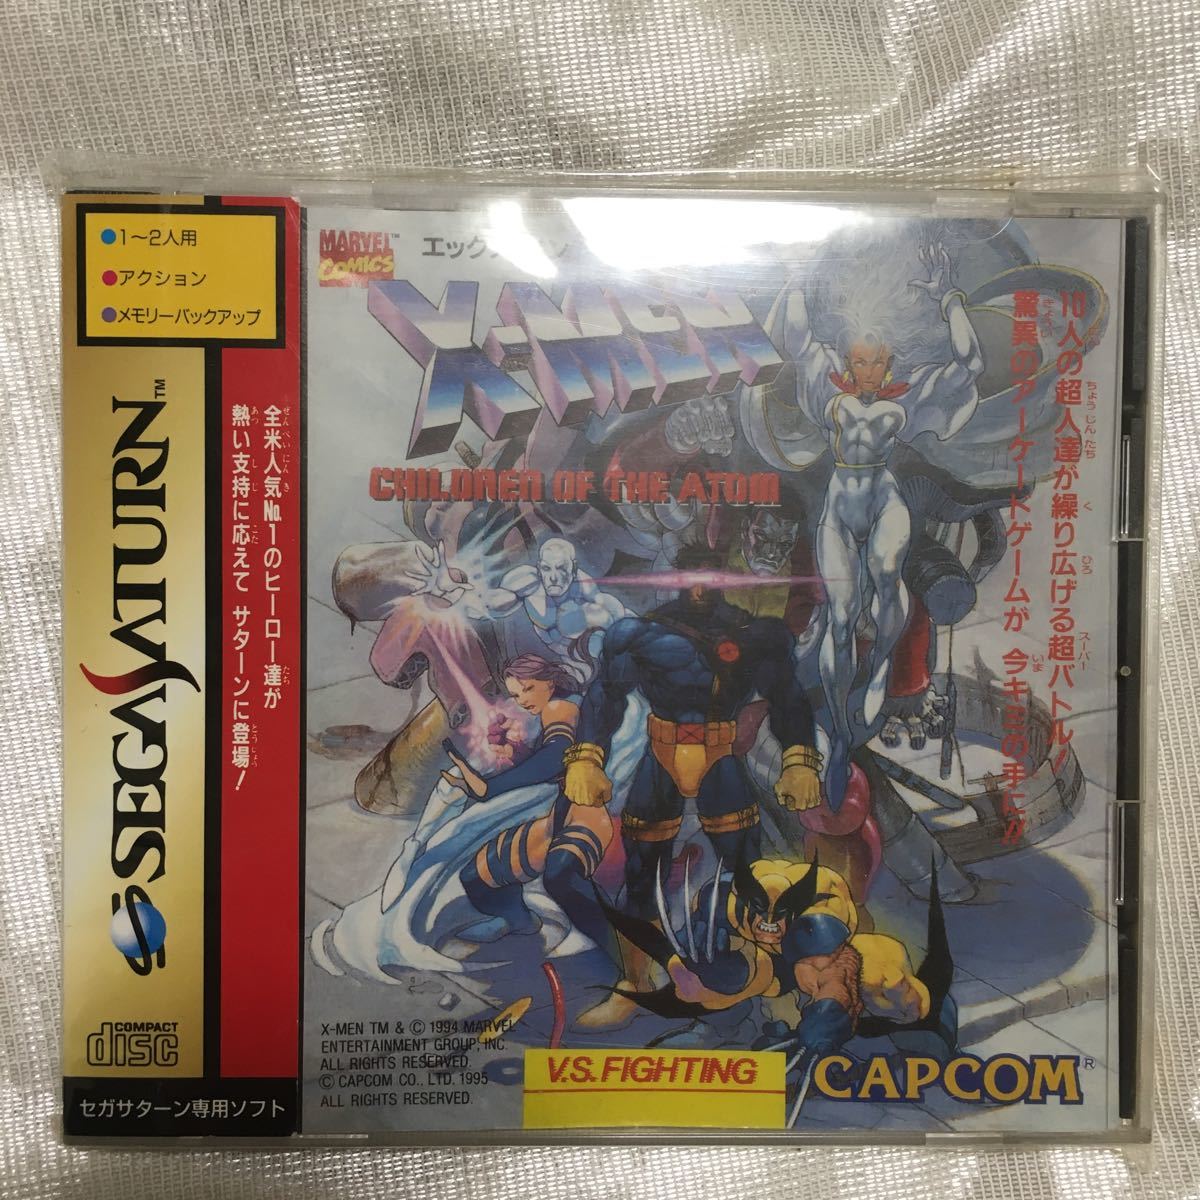 ●1〜2人用
●アクション
●メモリーバックアップ
SEGA SATURN™
COMPACT
disc
セガサターン専用ソフト
全米人気№1のヒーロー達が
熱い支持に応えて サターンに登場!
MARVEL™
COMICS
X-MEN
CHILDREN OF THE ATOM
10人の超人達が繰り広げる超バトル!
驚異のアーケードゲームが 今キミの手に!!
X-MEN TM & © 1994 MARVEL
ENTERTAINMENT GROUP, INC.
ALL RIGHTS RESERVED.
© CAPCOM CO., LTD. 1995
ALL RIGHTS RESERVED.
V.S.FIGHTING
CAPCOM®